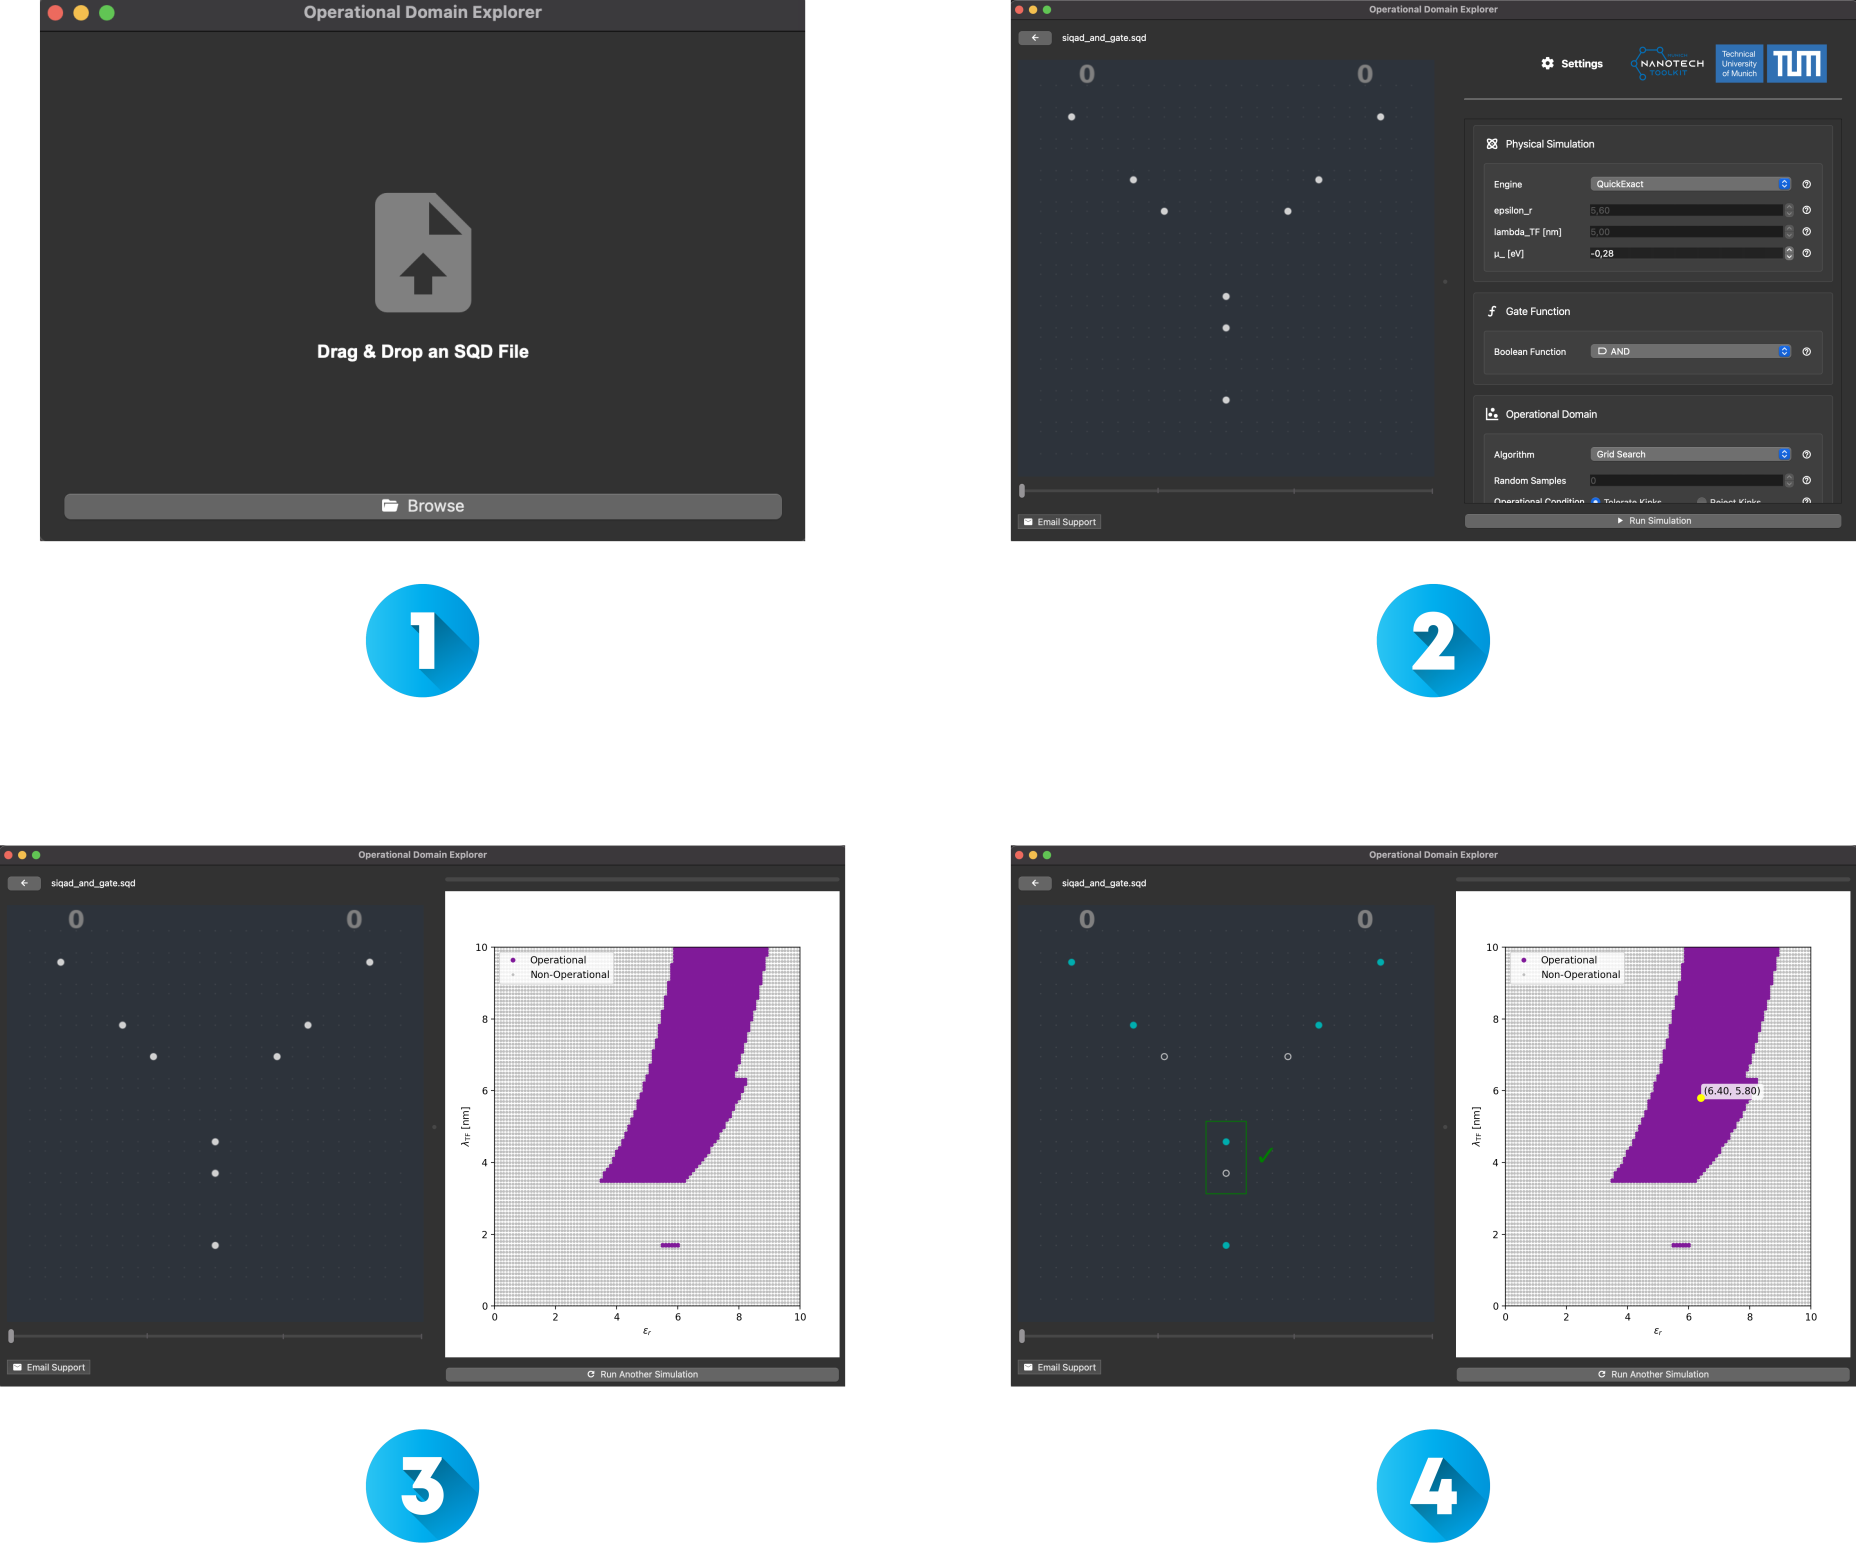 Operational Domain Explorer
Drag & Drop an SQD File
Browse
1
Operational Domain Explorer
siqad_and_gate.sqd
0 0
Settings
MUNICH
NANOTECH
TOOLKIT
Technical
University
of Munich
TUM
Physical Simulation
Engine QuickExact
epsilon_r 5,60
lambda_TF [nm] 5,00
μ_ [eV] -0,28
Gate Function
Boolean Function AND
Operational Domain
Algorithm Grid Search
Random Samples 0
Operational Condition Tolerate Kinks Reject Kinks
Email Support
Run Simulation
2
Operational Domain Explorer
siqad_and_gate.sqd
0 0
Operational
Non-Operational
10
8
6
4
2
0
λTF [nm]
0 2 4 6 8 10
εr
Email Support
Run Another Simulation
3
Operational Domain Explorer
siqad_and_gate.sqd
0 0
Operational
Non-Operational
(6.40, 5.80)
10
8
6
4
2
0
λTF [nm]
0 2 4 6 8 10
εr
Email Support
Run Another Simulation
4